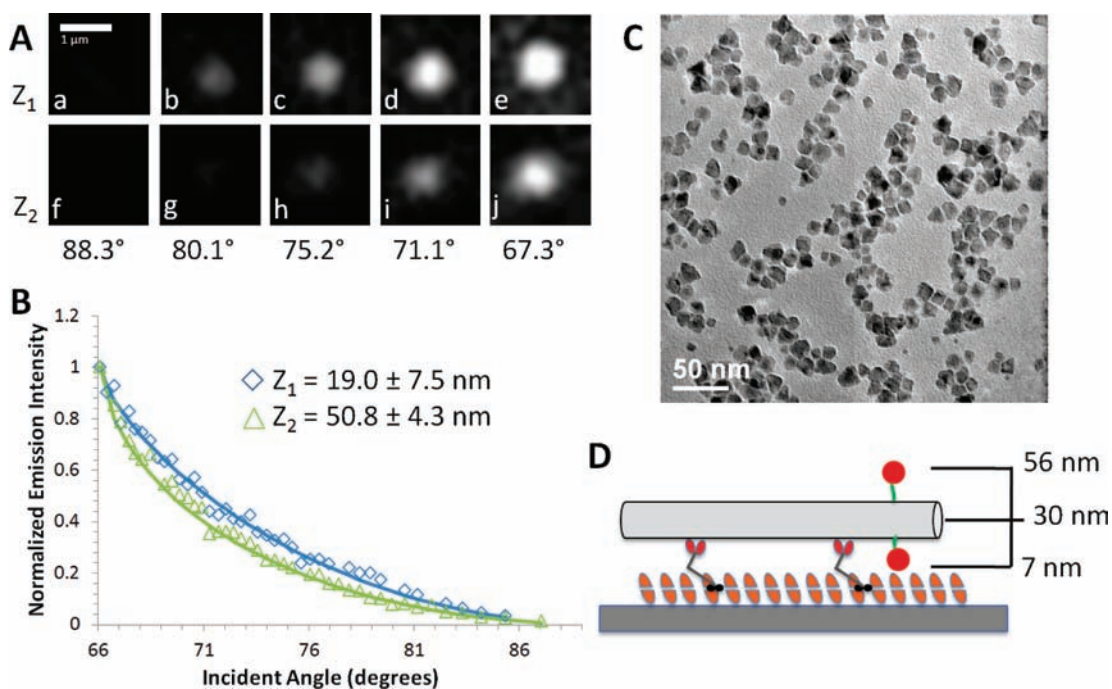 A
1 µm
Z1
a
b
c
d
e
Z2
f
g
h
i
j
88.3°
80.1°
75.2°
71.1°
67.3°
B
Normalized Emission Intensity
1.2
1
0.8
0.6
0.4
0.2
0
Z1 = 19.0 ± 7.5 nm
Z2 = 50.8 ± 4.3 nm
66
71
76
81
86
Incident Angle (degrees)
C
50 nm
D
56 nm
30 nm
7 nm